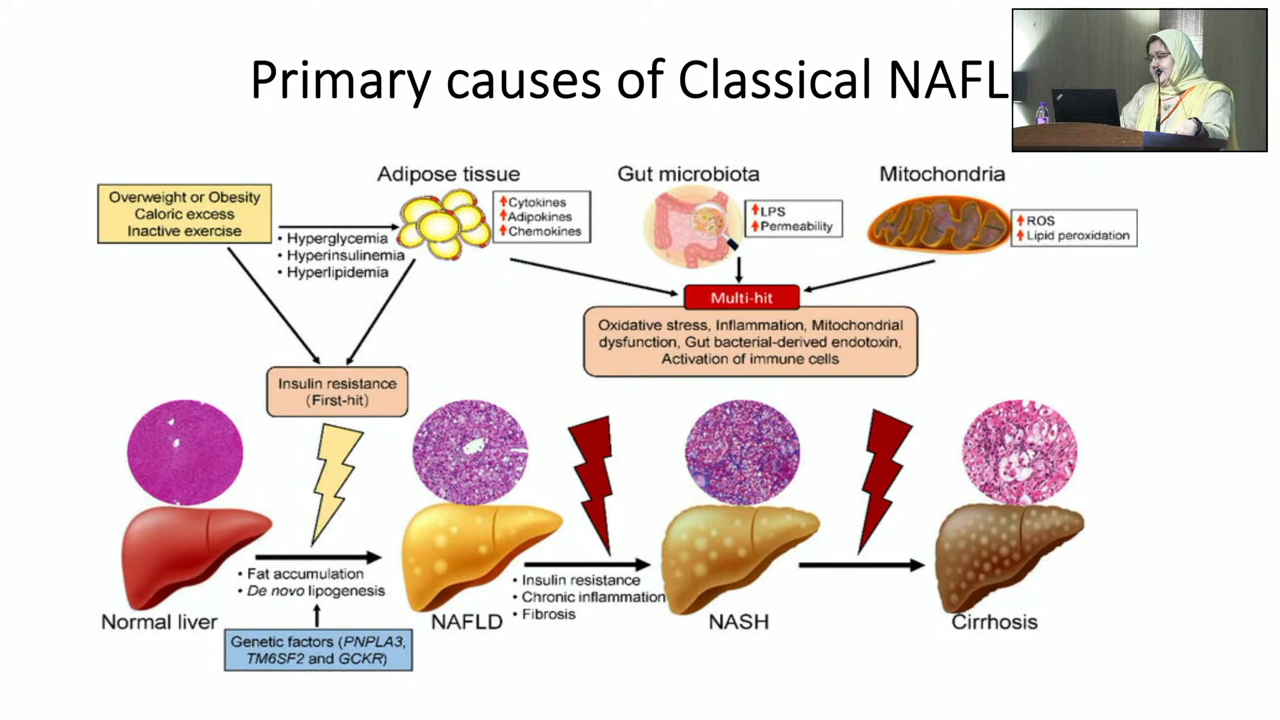 Primary causes of Classical NAFL
Overweight or Obesity
Caloric excess
Inactive exercise
• Hyperglycemia
• Hyperinsulinemia
• Hyperlipidemia
Adipose tissue
↑Cytokines
↑Adipokines
↑Chemokines
Gut microbiota
↑LPS
↑Permeability
Mitochondria
↑ROS
↑Lipid peroxidation
Multi-hit
Oxidative stress, Inflammation, Mitochondrial
dysfunction, Gut bacterial-derived endotoxin,
Activation of immune cells
Insulin resistance
(First-hit)
• Fat accumulation
• De novo lipogenesis
• Insulin resistance
• Chronic inflammation
• Fibrosis
Normal liver
NAFLD
NASH
Cirrhosis
Genetic factors (PNPLA3,
TM6SF2 and GCKR)